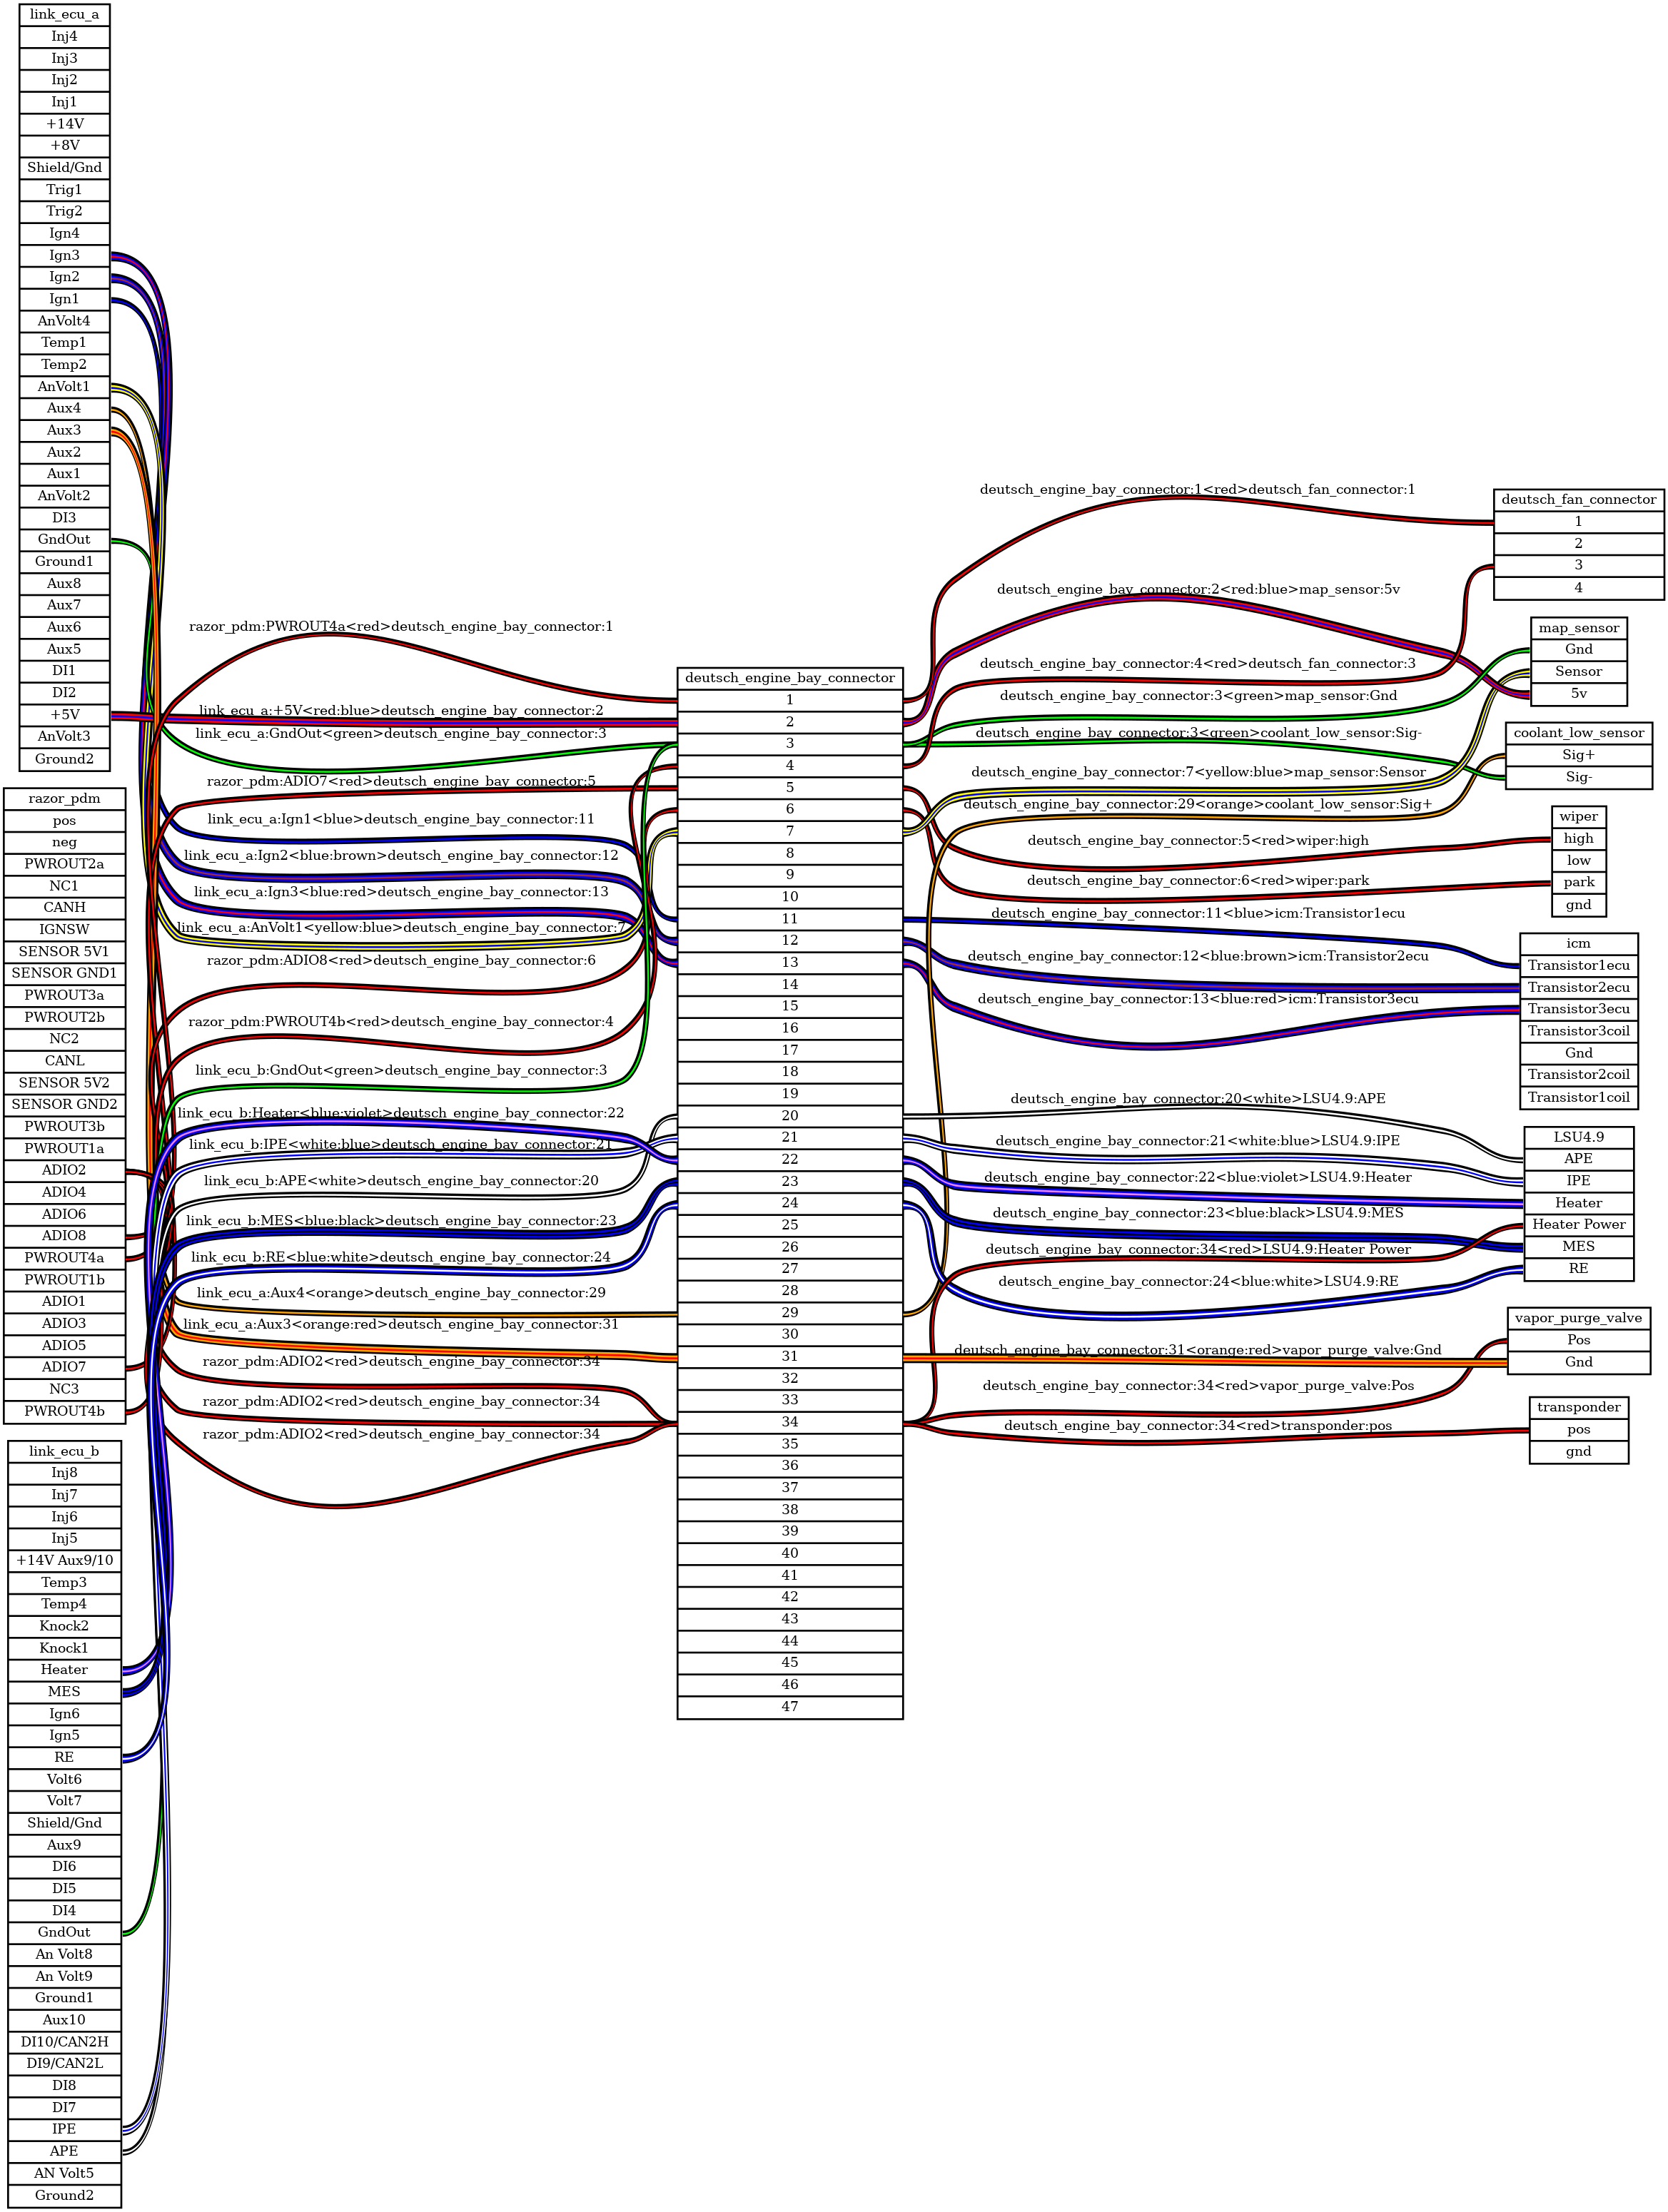 link_ecu_a
Inj4
Inj3
Inj2
Inj1
+14V
+8V
Shield/Gnd
Trig1
Trig2
Ign4
Ign3
Ign2
Ign1
AnVolt4
Temp1
Temp2
AnVolt1
Aux4
Aux3
Aux2
Aux1
AnVolt2
DI3
GndOut
Ground1
Aux8
Aux7
Aux6
Aux5
DI1
DI2
+5V
AnVolt3
Ground2
razor_pdm
pos
neg
PWROUT2a
NC1
CANH
IGNSW
SENSOR 5V1
SENSOR GND1
PWROUT3a
PWROUT2b
NC2
CANL
SENSOR 5V2
SENSOR GND2
PWROUT3b
PWROUT1a
ADIO2
ADIO4
ADIO6
ADIO8
PWROUT4a
PWROUT1b
ADIO1
ADIO3
ADIO5
ADIO7
NC3
PWROUT4b
link_ecu_b
Inj8
Inj7
Inj6
Inj5
+14V Aux9/10
Temp3
Temp4
Knock2
Knock1
Heater
MES
Ign6
Ign5
RE
Volt6
Volt7
Shield/Gnd
Aux9
DI6
DI5
DI4
GndOut
An Volt8
An Volt9
Ground1
Aux10
DI10/CAN2H
DI9/CAN2L
DI8
DI7
IPE
APE
AN Volt5
Ground2
razor_pdm:PWROUT4a<red>deutsch_engine_bay_connector:1
link_ecu_a:+5V<red:blue>deutsch_engine_bay_connector:2
link_ecu_a:GndOut<green>deutsch_engine_bay_connector:3
razor_pdm:ADIO7<red>deutsch_engine_bay_connector:5
link_ecu_a:Ign1<blue>deutsch_engine_bay_connector:11
link_ecu_a:Ign2<blue:brown>deutsch_engine_bay_connector:12
link_ecu_a:Ign3<blue:red>deutsch_engine_bay_connector:13
link_ecu_a:AnVolt1<yellow:blue>deutsch_engine_bay_connector:7
razor_pdm:ADIO8<red>deutsch_engine_bay_connector:6
razor_pdm:PWROUT4b<red>deutsch_engine_bay_connector:4
link_ecu_b:GndOut<green>deutsch_engine_bay_connector:3
link_ecu_b:Heater<blue:violet>deutsch_engine_bay_connector:22
link_ecu_b:IPE<white:blue>deutsch_engine_bay_connector:21
link_ecu_b:APE<white>deutsch_engine_bay_connector:20
link_ecu_b:MES<blue:black>deutsch_engine_bay_connector:23
link_ecu_b:RE<blue:white>deutsch_engine_bay_connector:24
link_ecu_a:Aux4<orange>deutsch_engine_bay_connector:29
link_ecu_a:Aux3<orange:red>deutsch_engine_bay_connector:31
razor_pdm:ADIO2<red>deutsch_engine_bay_connector:34
razor_pdm:ADIO2<red>deutsch_engine_bay_connector:34
razor_pdm:ADIO2<red>deutsch_engine_bay_connector:34
deutsch_engine_bay_connector
1
2
3
4
5
6
7
8
9
10
11
12
13
14
15
16
17
18
19
20
21
22
23
24
25
26
27
28
29
30
31
32
33
34
35
36
37
38
39
40
41
42
43
44
45
46
47
deutsch_engine_bay_connector:1<red>deutsch_fan_connector:1
deutsch_engine_bay_connector:2<red:blue>map_sensor:5v
deutsch_engine_bay_connector:4<red>deutsch_fan_connector:3
deutsch_engine_bay_connector:3<green>map_sensor:Gnd
deutsch_engine_bay_connector:3<green>coolant_low_sensor:Sig-
deutsch_engine_bay_connector:7<yellow:blue>map_sensor:Sensor
deutsch_engine_bay_connector:29<orange>coolant_low_sensor:Sig+
deutsch_engine_bay_connector:5<red>wiper:high
deutsch_engine_bay_connector:6<red>wiper:park
deutsch_engine_bay_connector:11<blue>icm:Transistor1ecu
deutsch_engine_bay_connector:12<blue:brown>icm:Transistor2ecu
deutsch_engine_bay_connector:13<blue:red>icm:Transistor3ecu
deutsch_engine_bay_connector:20<white>LSU4.9:APE
deutsch_engine_bay_connector:21<white:blue>LSU4.9:IPE
deutsch_engine_bay_connector:22<blue:violet>LSU4.9:Heater
deutsch_engine_bay_connector:23<blue:black>LSU4.9:MES
deutsch_engine_bay_connector:34<red>LSU4.9:Heater Power
deutsch_engine_bay_connector:24<blue:white>LSU4.9:RE
deutsch_engine_bay_connector:31<orange:red>vapor_purge_valve:Gnd
deutsch_engine_bay_connector:34<red>vapor_purge_valve:Pos
deutsch_engine_bay_connector:34<red>transponder:pos
deutsch_fan_connector
1
2
3
4
map_sensor
Gnd
Sensor
5v
coolant_low_sensor
Sig+
Sig-
wiper
high
low
park
gnd
icm
Transistor1ecu
Transistor2ecu
Transistor3ecu
Transistor3coil
Gnd
Transistor2coil
Transistor1coil
LSU4.9
APE
IPE
Heater
Heater Power
MES
RE
vapor_purge_valve
Pos
Gnd
transponder
pos
gnd